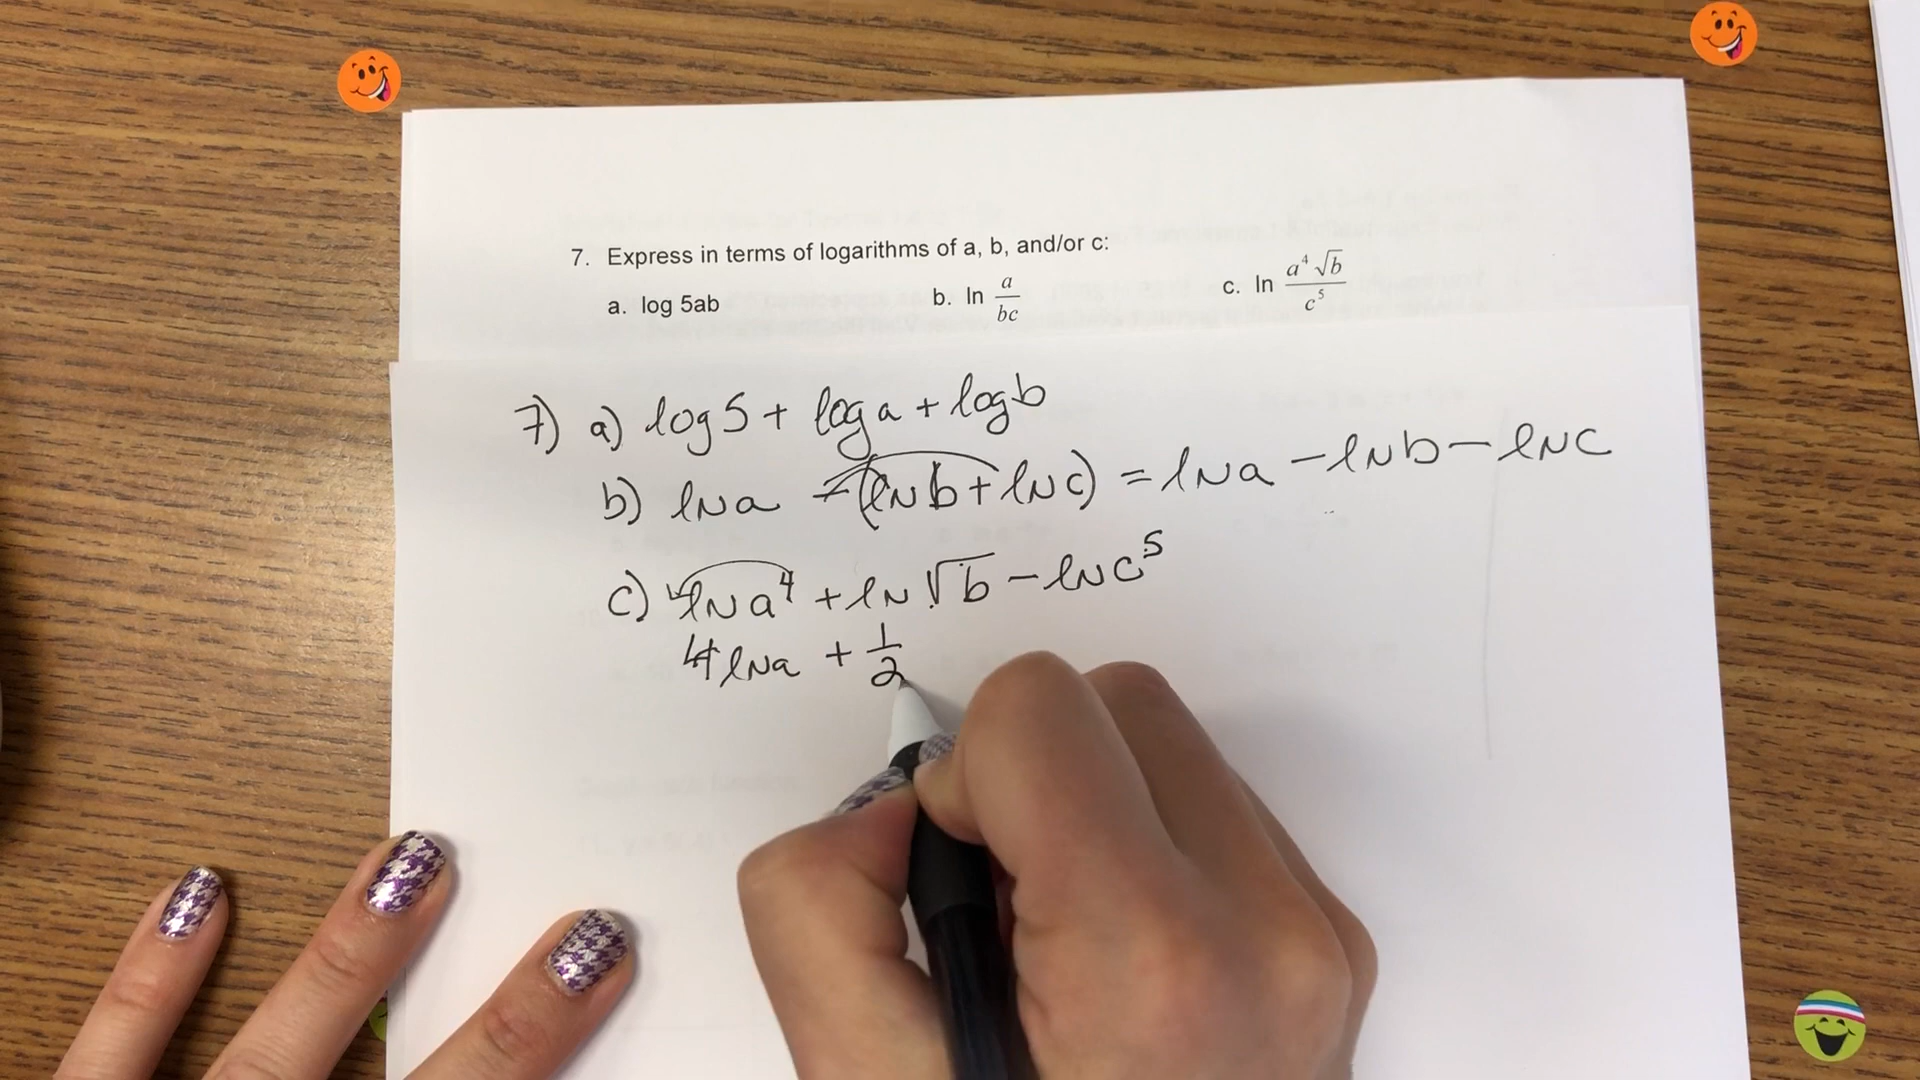 7. Express in terms of logarithms of a, b, and/or c:
a. log 5ab b. ln a/bc c. ln a⁴√b/c⁵
7) a) log 5 + log a + log b
b) ln a - (ln b + ln c) = ln a - ln b - ln c
c) ln a⁴ + ln √b - ln c⁵
4 ln a + 1/2